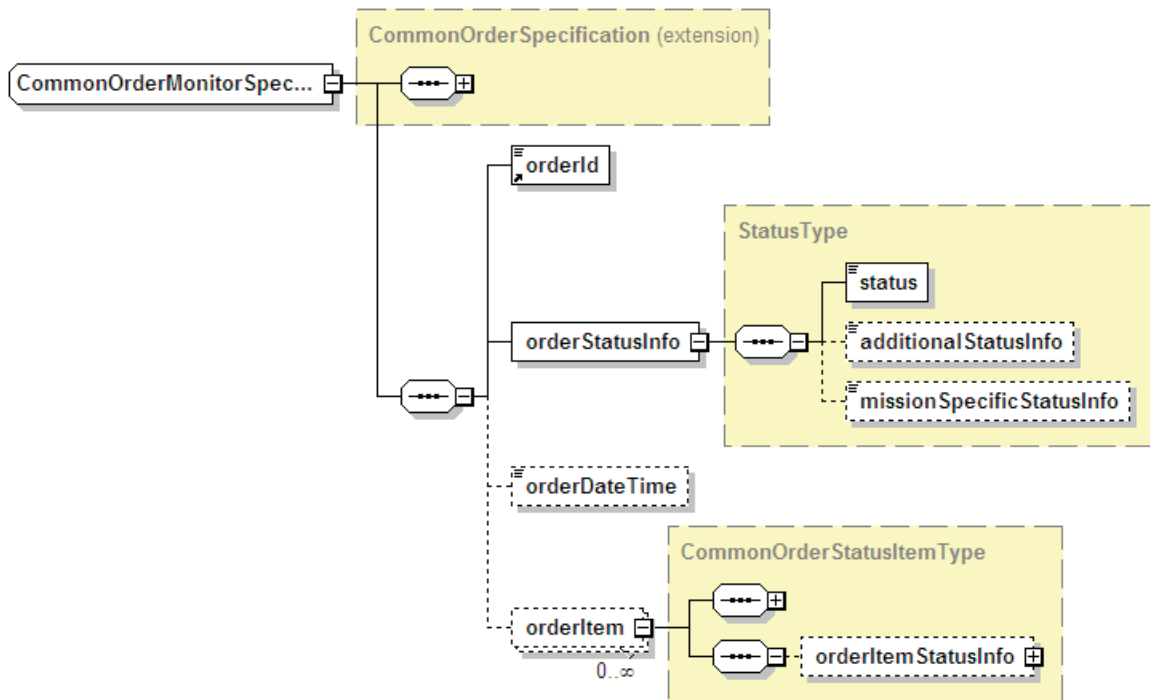 CommonOrderSpecification (extension)
CommonOrderMonitorSpec...
orderId
StatusType
status
orderStatusInfo
additionalStatusInfo
missionSpecificStatusInfo
orderDateTime
CommonOrderStatusItemType
orderItem
0..∞
orderItemStatusInfo